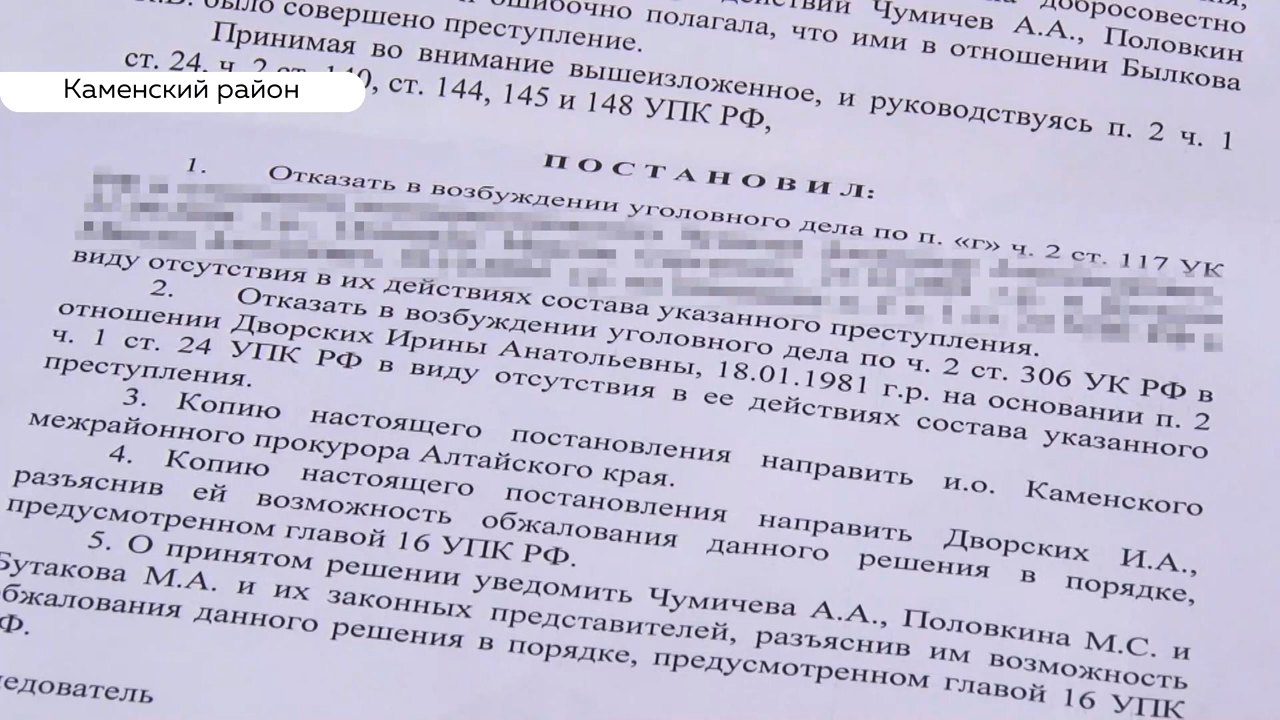 действий Чумичев А.А., Половкин
ошибочно полагала, что ими в отношении Былкова
добросовестно
было совершено преступление.
Принимая во внимание вышеизложенное, и руководствуясь п. 2 ч. 1
ст. 24, ч. 2 ст. 140, ст. 144, 145 и 148 УПК РФ,
Каменский район
ПОСТАНОВИЛ:
1. Отказать в возбуждении уголовного дела по п. «г» ч. 2 ст. 117 УК
виду отсутствия в их действиях состава указанного преступления.
2. Отказать в возбуждении уголовного дела по ч. 2 ст. 306 УК РФ в
отношении Дворских Ирины Анатольевны, 18.01.1981 г.р. на основании п. 2
ч. 1 ст. 24 УПК РФ в виду отсутствия в ее действиях состава указанного
преступления.
3. Копию настоящего постановления направить и.о. Каменского
межрайонного прокурора Алтайского края.
4. Копию настоящего постановления направить Дворских И.А.,
разъяснив ей возможность обжалования данного решения в порядке,
предусмотренном главой 16 УПК РФ.
5. О принятом решении уведомить Чумичева А.А., Половкина М.С. и
Бутакова М.А. и их законных представителей, разъяснив им возможность
обжалования данного решения в порядке, предусмотренном главой 16 УПК
Ф.
едователь